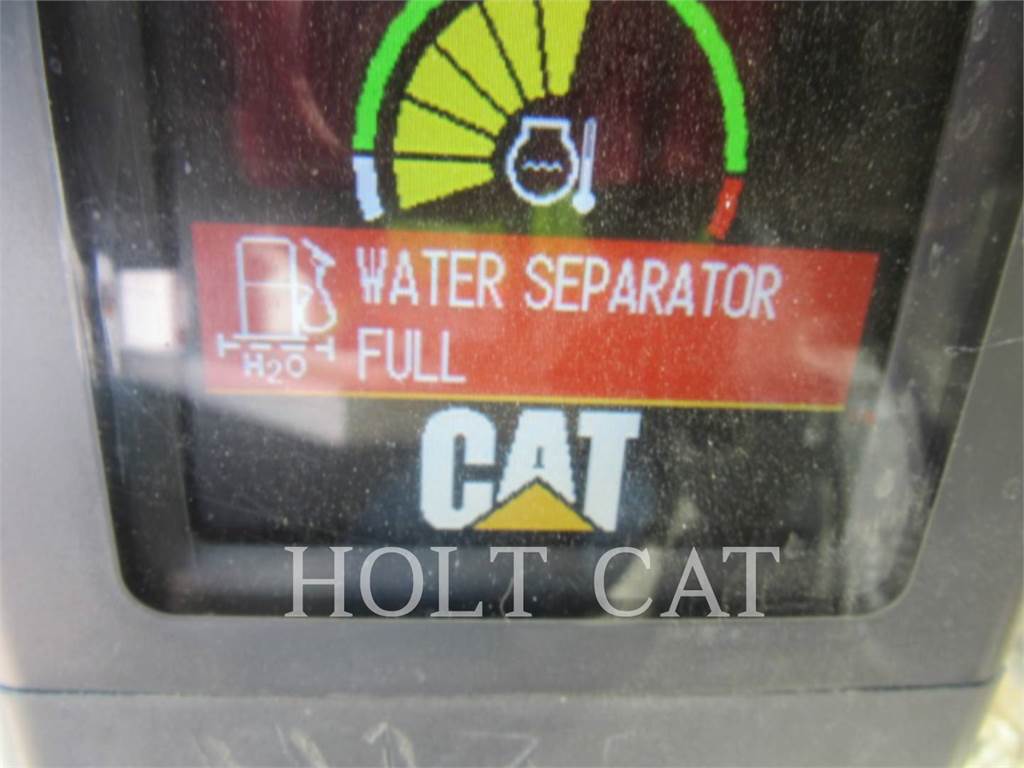 WATER SEPARATOR
FULL
H2O
CAT
HOLT CAT